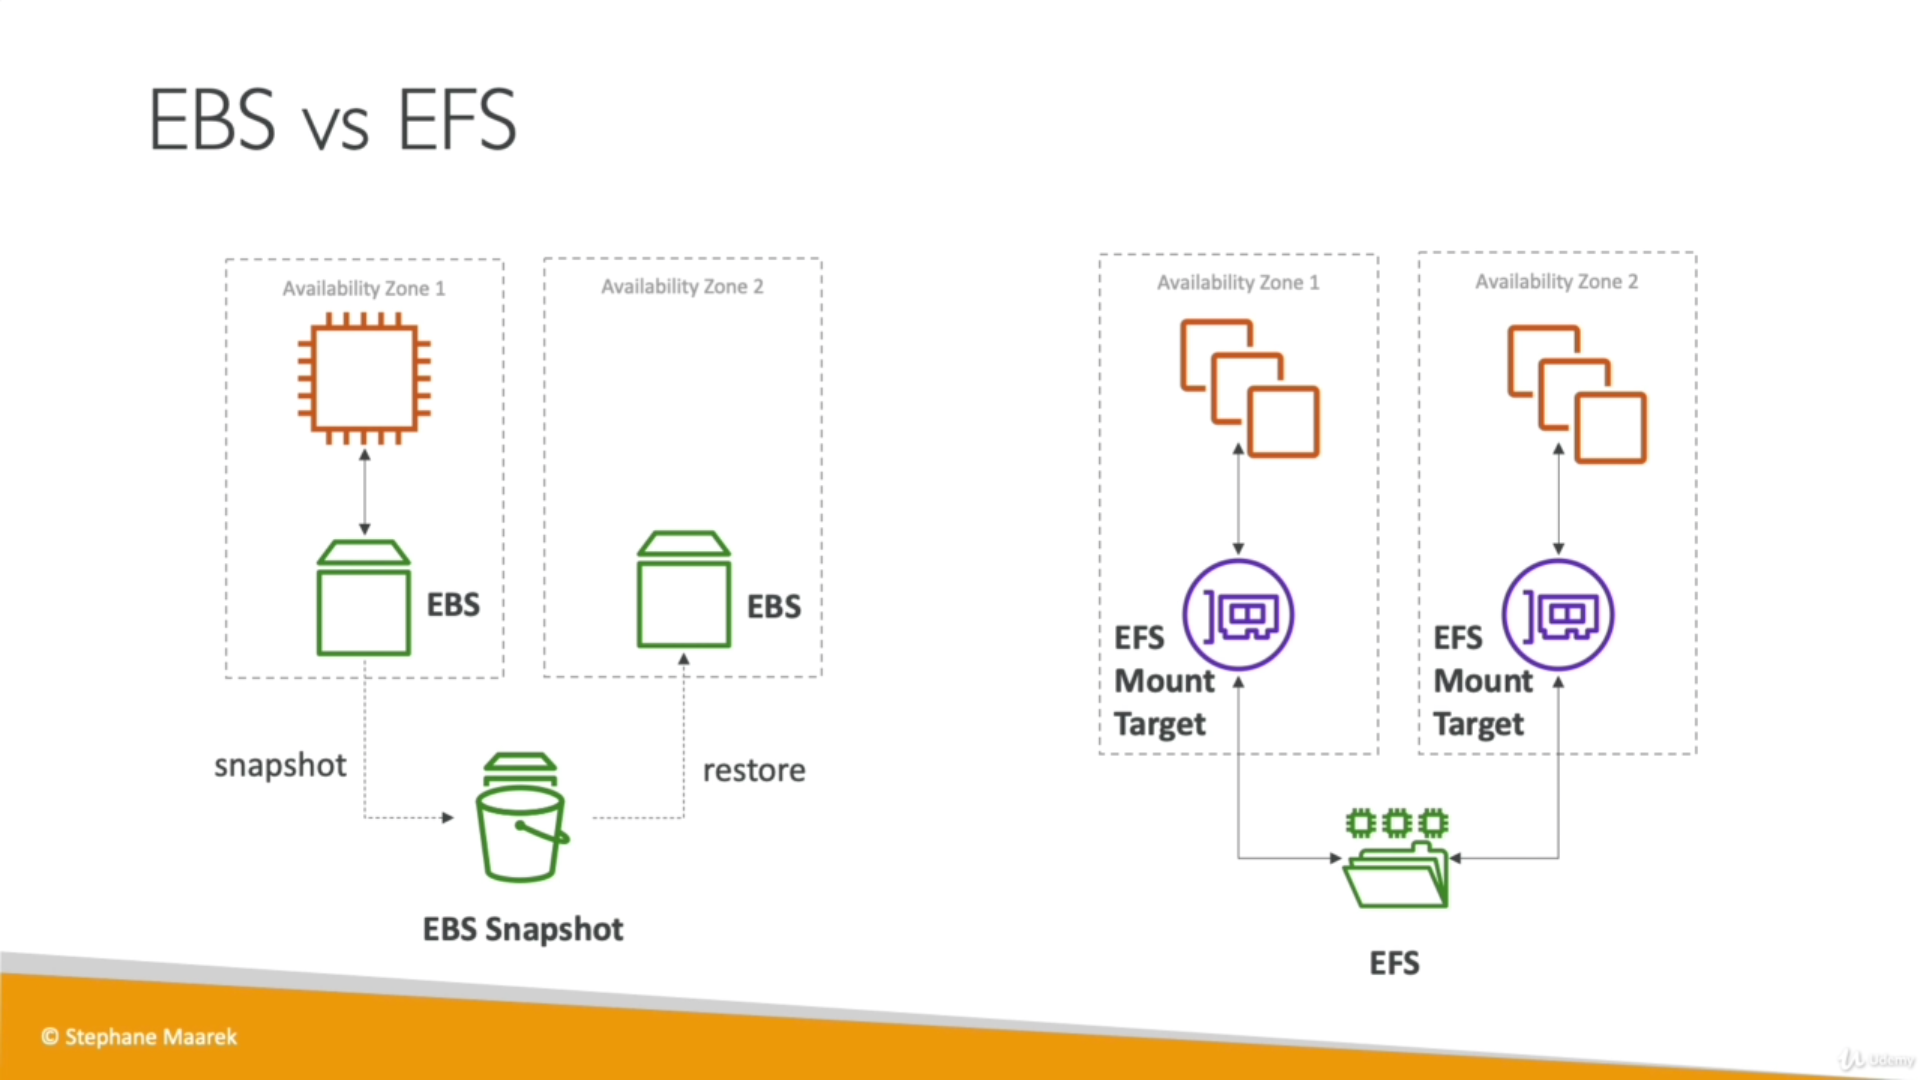 EBS vs EFS
Availability Zone 1
Availability Zone 2
EBS
EBS
snapshot
restore
EBS Snapshot
Availability Zone 1
Availability Zone 2
EFS
Mount
Target
EFS
Mount
Target
EFS
© Stephane Maarek
Udemy